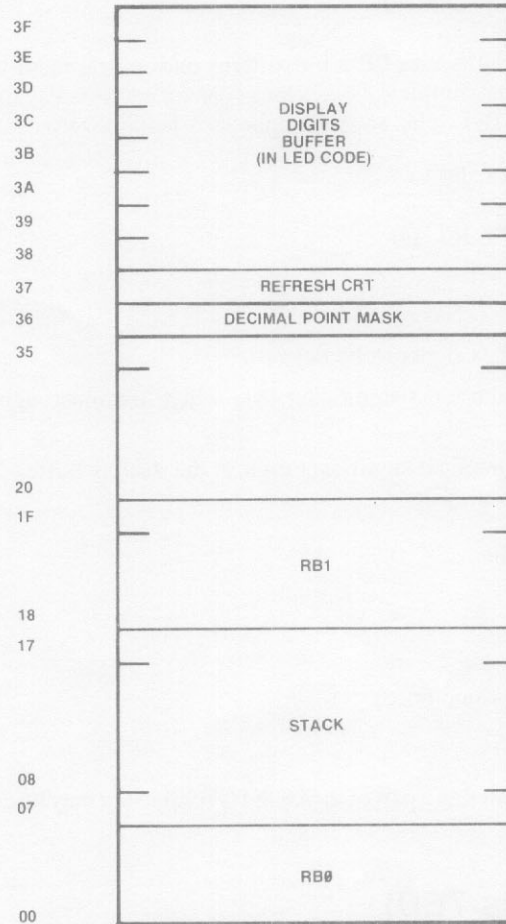 3F
3E
3D
3C
3B
3A
39
38
DISPLAY
DIGITS
BUFFER
(IN LED CODE)
37
REFRESH CRT
36
DECIMAL POINT MASK
35
20
1F
RB1
18
17
STACK
08
07
RB0
00